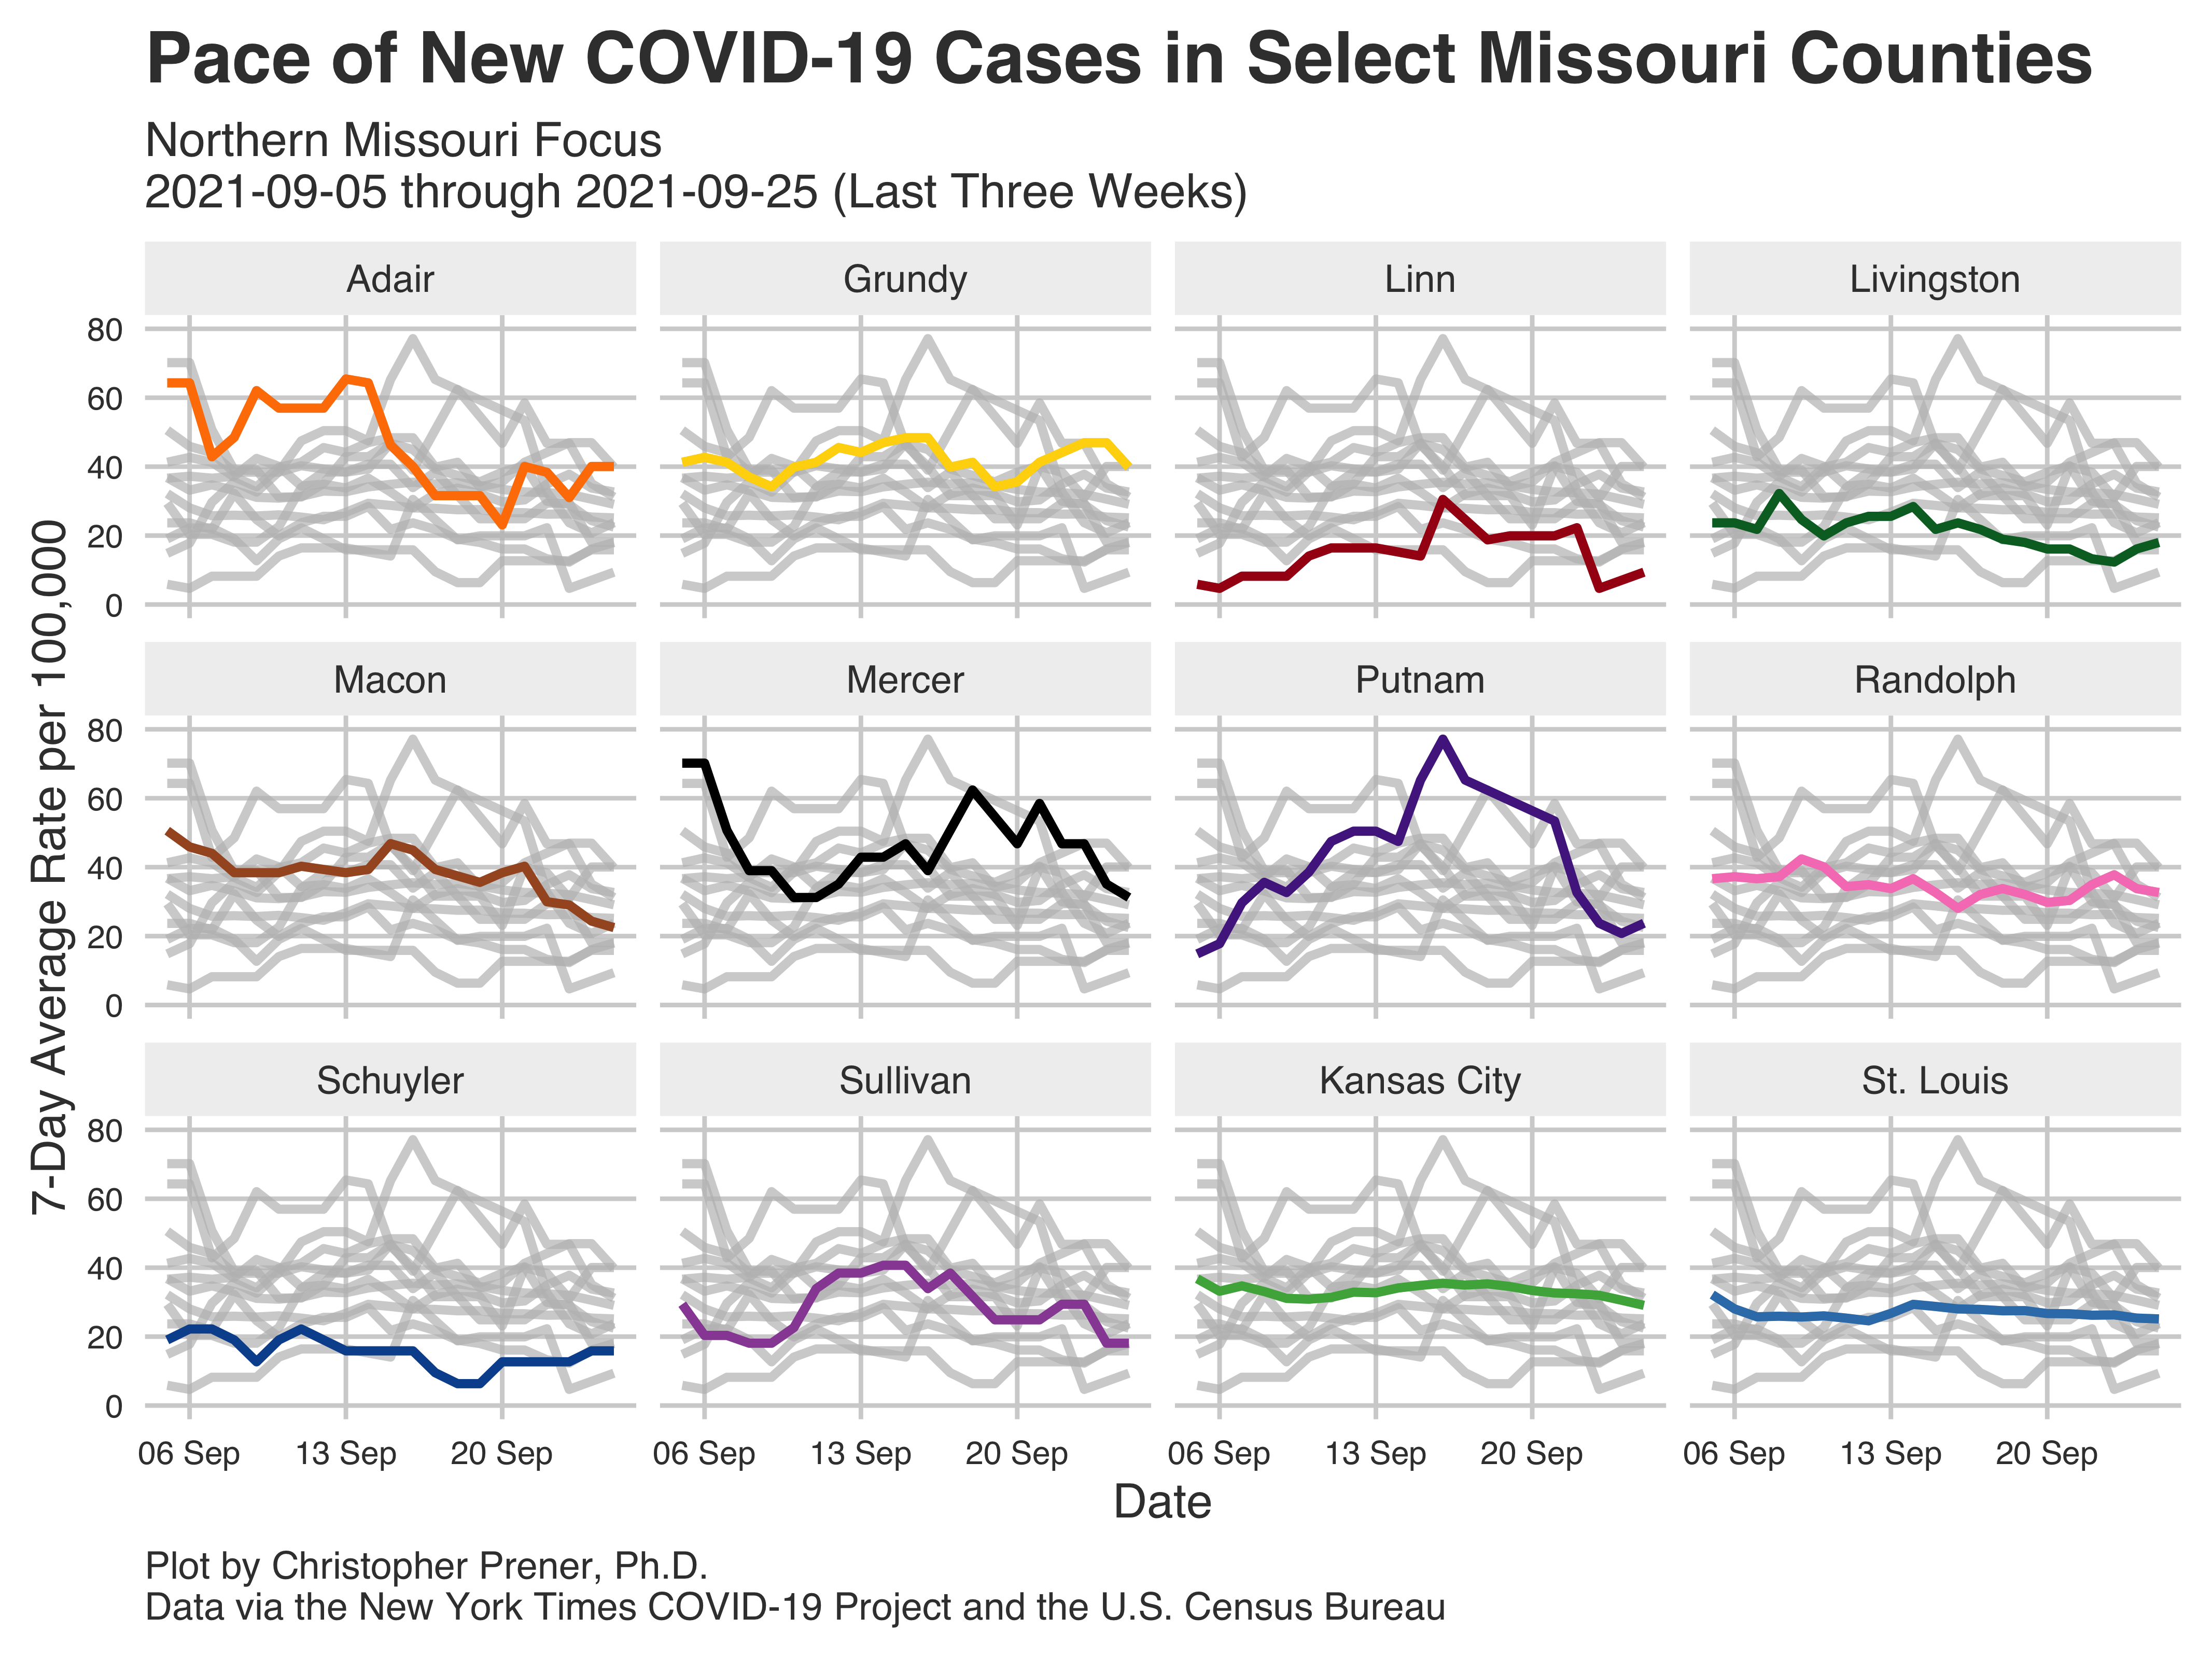 Pace of New COVID-19 Cases in Select Missouri Counties
Northern Missouri Focus
2021-09-05 through 2021-09-25 (Last Three Weeks)
7-Day Average Rate per 100,000
Adair
Grundy
Linn
Livingston
80
60
40
20
0
Macon
Mercer
Putnam
Randolph
80
60
40
20
0
Schuyler
Sullivan
Kansas City
St. Louis
80
60
40
20
0
06 Sep 13 Sep 20 Sep
06 Sep 13 Sep 20 Sep
06 Sep 13 Sep 20 Sep
06 Sep 13 Sep 20 Sep
Date
Plot by Christopher Prener, Ph.D.
Data via the New York Times COVID-19 Project and the U.S. Census Bureau